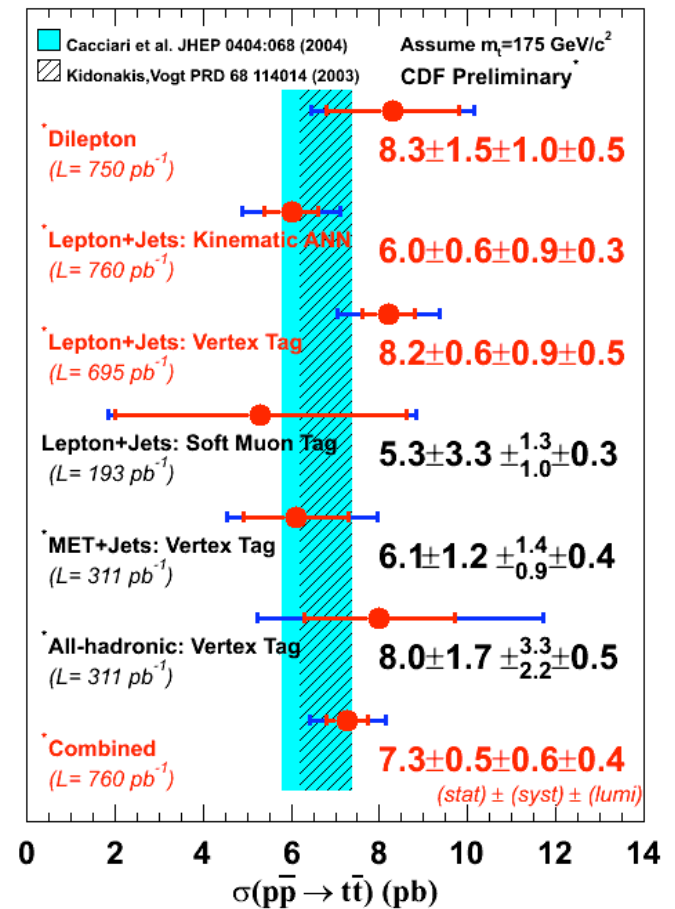 Cacciari et al. JHEP 0404:068 (2004)
Assume mt=175 GeV/c2
Kidonakis,Vogt PRD 68 114014 (2003)
CDF Preliminary*
*Dilepton
(L= 750 pb-1)
8.3±1.5±1.0±0.5
*Lepton+Jets: Kinematic ANN
(L= 760 pb-1)
6.0±0.6±0.9±0.3
*Lepton+Jets: Vertex Tag
(L= 695 pb-1)
8.2±0.6±0.9±0.5
Lepton+Jets: Soft Muon Tag
(L= 193 pb-1)
5.3±3.3 ±1.3 1.0±0.3
*MET+Jets: Vertex Tag
(L= 311 pb-1)
6.1±1.2 ±1.4 0.9±0.4
*All-hadronic: Vertex Tag
(L= 311 pb-1)
8.0±1.7 ±3.3 2.2±0.5
*Combined
(L= 760 pb-1)
7.3±0.5±0.6±0.4
(stat) ± (syst) ± (lumi)
0 2 4 6 8 10 12 14
σ(pp̅ → tt̅) (pb)